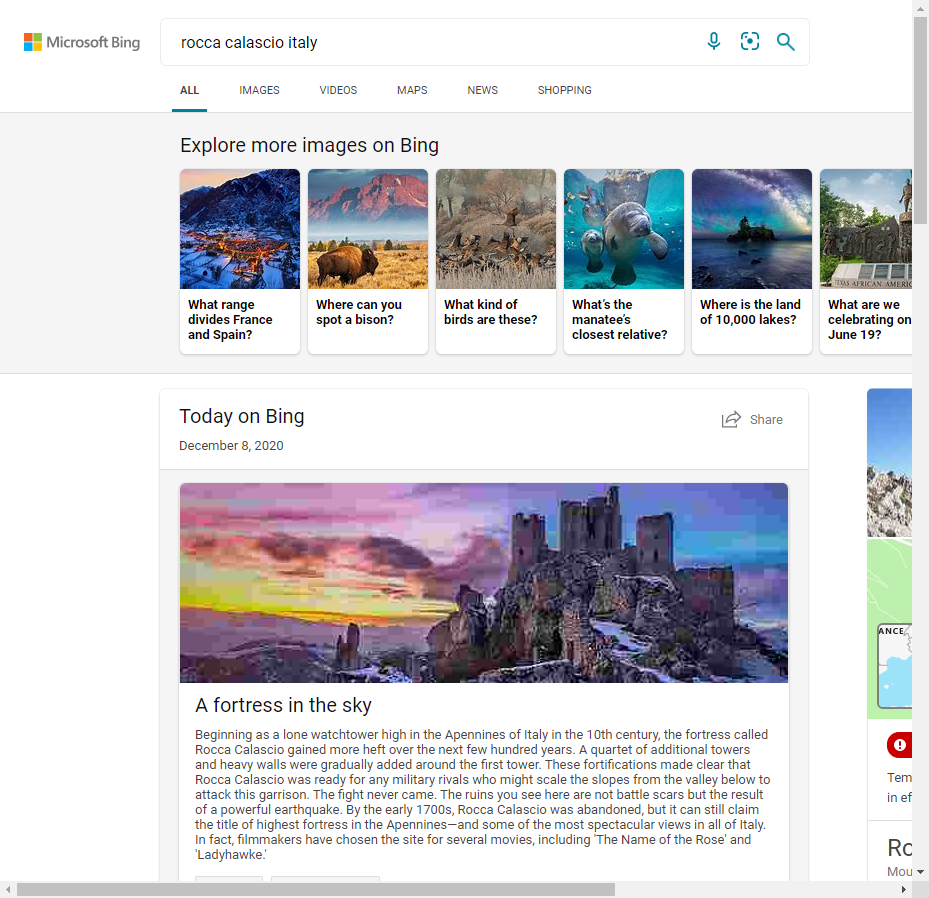 Microsoft Bing
rocca calascio italy
ALL IMAGES VIDEOS MAPS NEWS SHOPPING
Explore more images on Bing
What range
divides France
and Spain?
Where can you
spot a bison?
What kind of
birds are these?
What's the
manatee's
closest relative?
Where is the land
of 10,000 lakes?
What are we
celebrating on
June 19?
Today on Bing
Share
December 8, 2020
ANCE
A fortress in the sky
Beginning as a lone watchtower high in the Apennines of Italy in the 10th century, the fortress called
Rocca Calascio gained more heft over the next few hundred years. A quartet of additional towers
and heavy walls were gradually added around the first tower. These fortifications made clear that
Rocca Calascio was ready for any military rivals who might scale the slopes from the valley below to
attack this garrison. The fight never came. The ruins you see here are not battle scars but the result
of a powerful earthquake. By the early 1700s, Rocca Calascio was abandoned, but it can still claim
the title of highest fortress in the Apennines—and some of the most spectacular views in all of Italy.
In fact, filmmakers have chosen the site for several movies, including 'The Name of the Rose' and
'Ladyhawke.'
Tem
in ef
Ro
Mou